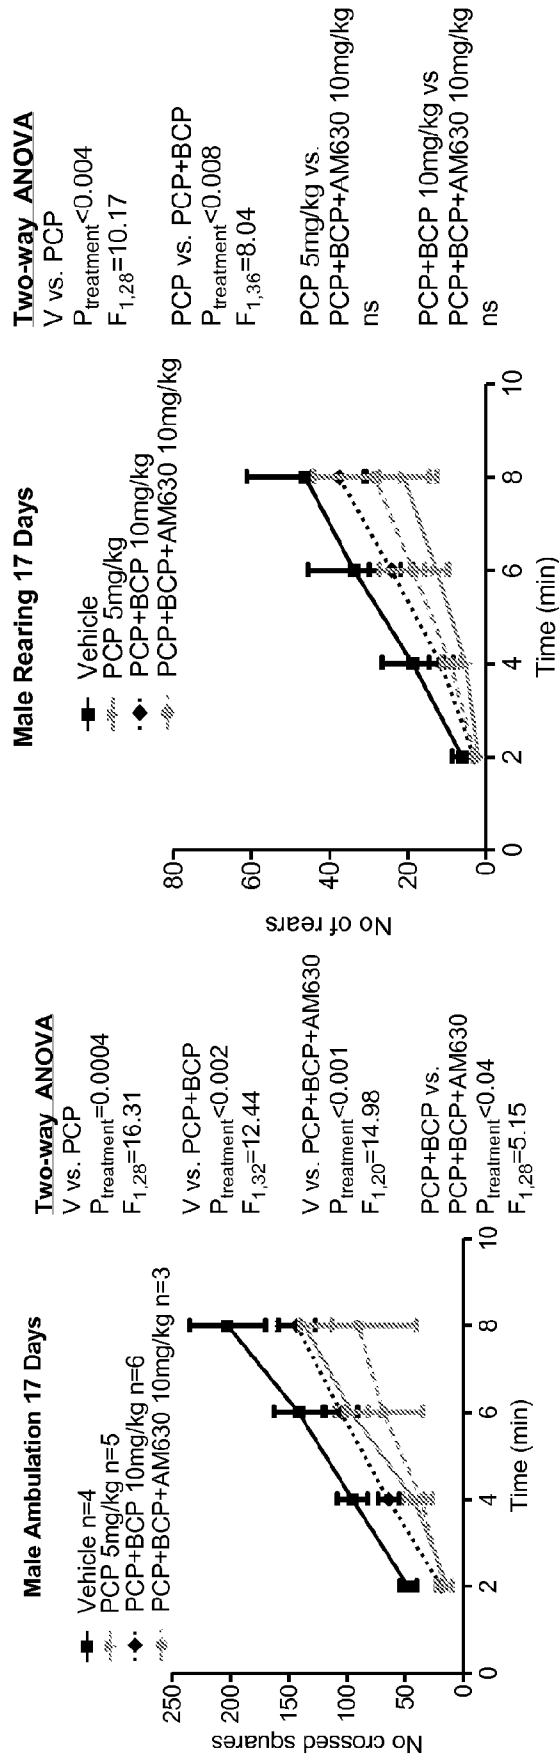 Male Ambulation 17 Days
Vehicle n=4
PCP 5mg/kg n=5
PCP+BCP 10mg/kg n=6
PCP+BCP+AM630 10mg/kg n=3
No crossed squares
250
200
150
100
50
0
0 2 4 6 8 10
Time (min)
Two-way ANOVA
V vs. PCP
Ptreatment=0.0004
F1,28=16.31
V vs. PCP+BCP
Ptreatment<0.002
F1,32=12.44
V vs. PCP+BCP+AM630
Ptreatment<0.001
F1,20=14.98
PCP+BCP vs.
PCP+BCP+AM630
Ptreatment<0.04
F1,28=5.15
Male Rearing 17 Days
Vehicle
PCP 5mg/kg
PCP+BCP 10mg/kg
PCP+BCP+AM630 10mg/kg
No of rears
80
60
40
20
0
0 2 4 6 8 10
Time (min)
Two-way ANOVA
V vs. PCP
Ptreatment<0.004
F1,28=10.17
PCP vs. PCP+BCP
Ptreatment<0.008
F1,36=8.04
PCP 5mg/kg vs.
PCP+BCP+AM630 10mg/kg
ns
PCP+BCP 10mg/kg vs
PCP+BCP+AM630 10mg/kg
ns